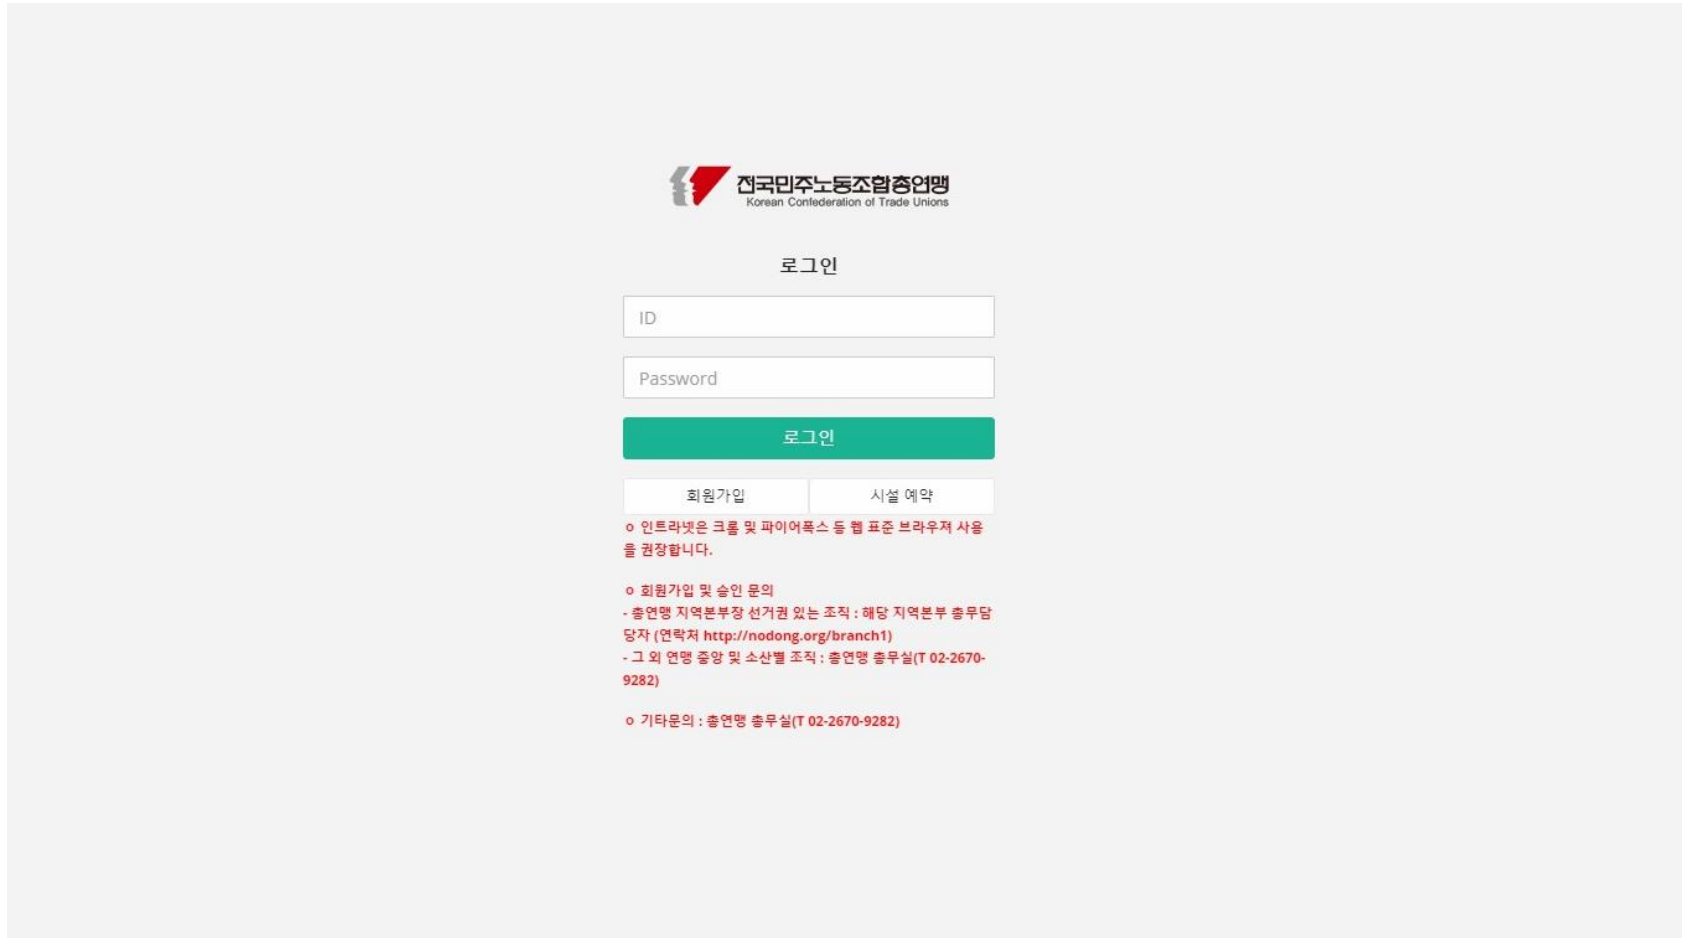 전국민주노동조합총연맹
Korean Confederation of Trade Unions
로그인
ID
Password
로그인
회원가입 시설 예약
ㅇ 인트라넷은 크롬 및 파이어폭스 등 웹 표준 브라우져 사용
을 권장합니다.
ㅇ 회원가입 및 승인 문의
- 총연맹 지역본부장 선거권 있는 조직 : 해당 지역본부 총무담
당자 (연락처 http://nodong.org/branch1)
- 그 외 연맹 중앙 및 소산별 조직 : 총연맹 총무실(T 02-2670-
9282)
ㅇ 기타문의 : 총연맹 총무실(T 02-2670-9282)